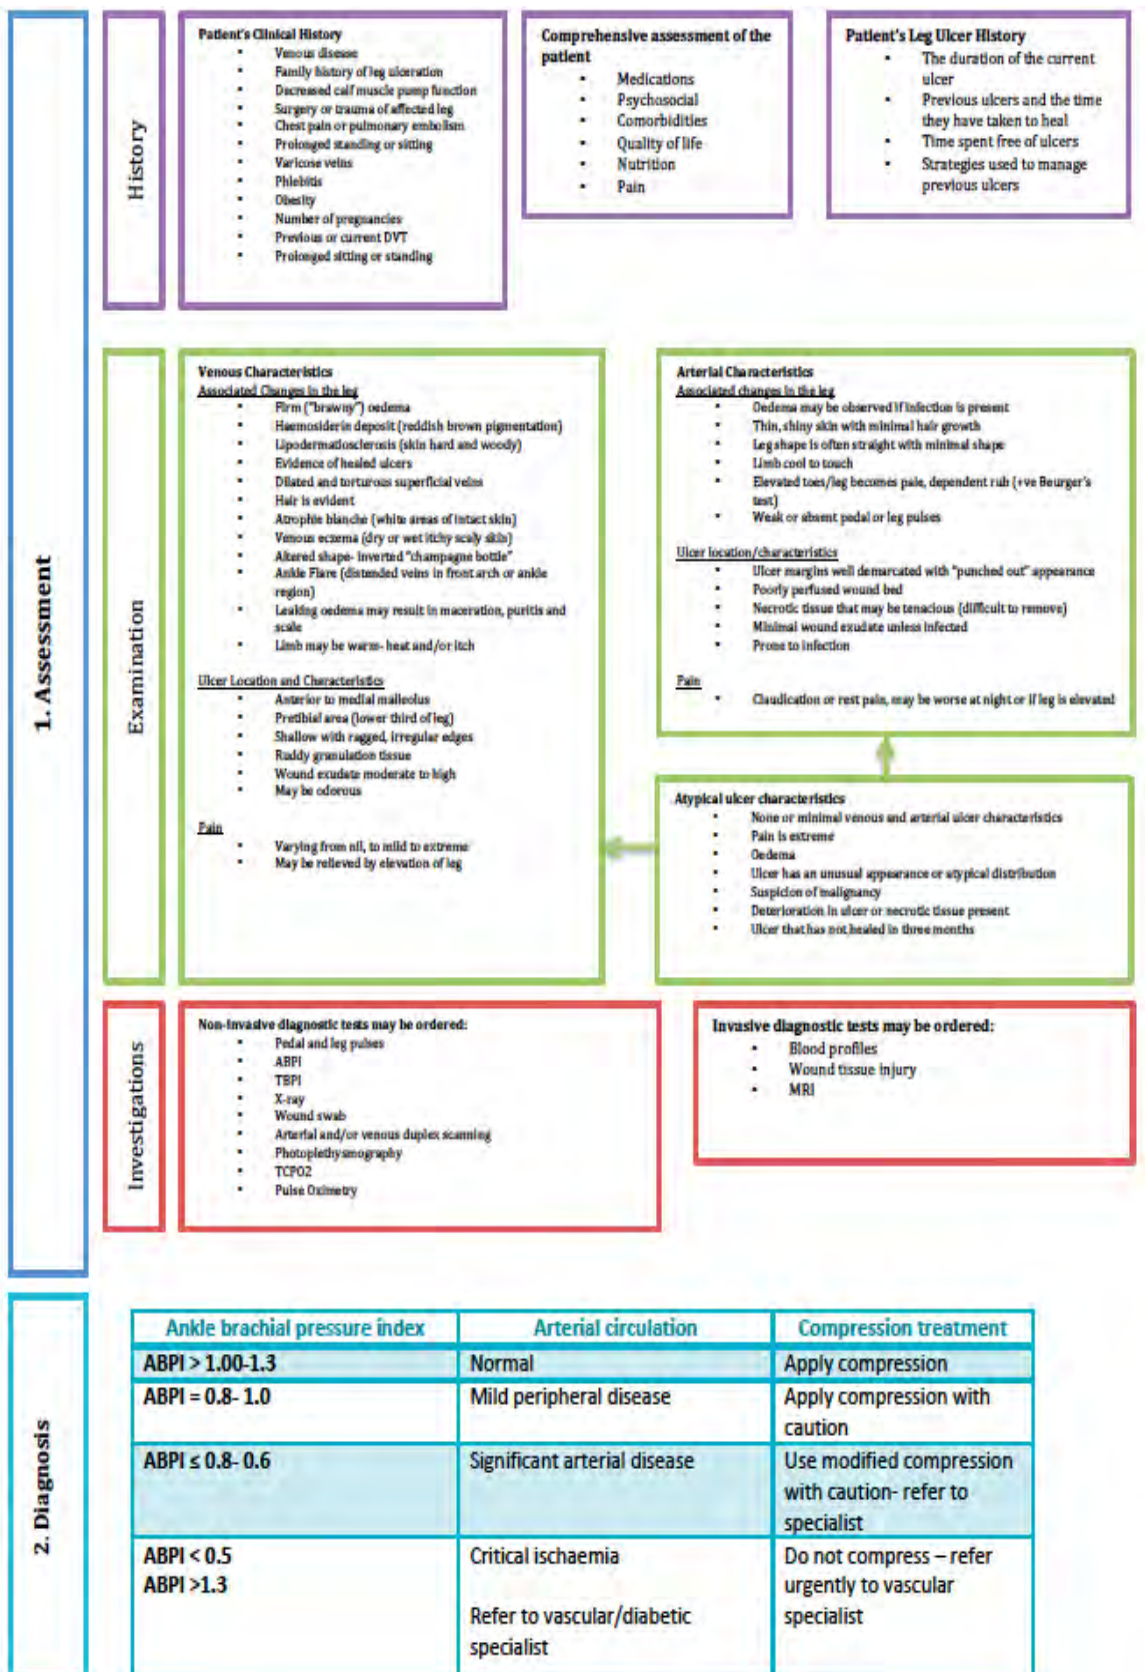 1. Assessment
History
Patient's Clinical History
Venous disease
Family history of leg ulceration
Decreased calf muscle pump function
Surgery or trauma of affected leg
Chest pain or pulmonary embolism
Prolonged standing or sitting
Varicose veins
Phlebitis
Obesity
Number of pregnancies
Previous or current DVT
Prolonged sitting or standing
Comprehensive assessment of the
patient
Medications
Psychosocial
Comorbidities
Quality of life
Nutrition
Pain
Patient's Leg Ulcer History
The duration of the current
ulcer
Previous ulcers and the time
they have taken to heal
Time spent free of ulcers
Strategies used to manage
previous ulcers
Examination
Venous Characteristics
Associated Changes in the leg
Firm ("brawny") oedema
Haemosiderin deposit (reddish brown pigmentation)
Lipodermatosclerosis (skin hard and woody)
Evidence of healed ulcers
Dilated and torturous superficial veins
Hair is evident
Atrophie blanche (white areas of intact skin)
Venous eczema (dry or wet itchy scaly skin)
Altered shape- inverted "champagne bottle"
Ankle Flare (distended veins in front arch or ankle
region)
Leaking oedema may result in maceration, puritis and
scale
Limb may be warm- heat and/or itch
Ulcer Location and Characteristics
Anterior to medial malleolus
Pretibial area (lower third of leg)
Shallow with ragged, irregular edges
Ruddy granulation tissue
Wound exudate moderate to high
May be odorous
Pain
Varying from nil, to mild to extreme
May be relieved by elevation of leg
Arterial Characteristics
Associated changes in the leg
Oedema may be observed if infection is present
Thin, shiny skin with minimal hair growth
Leg shape is often straight with minimal shape
Limb cool to touch
Elevated toes/leg becomes pale, dependent rub (+ve Beurger's
test)
Weak or absent pedal or leg pulses
Ulcer location/characteristics
Ulcer margins well demarcated with "punched out" appearance
Poorly perfused wound bed
Necrotic tissue that may be tenacious (difficult to remove)
Minimal wound exudate unless infected
Prone to infection
Pain
Claudication or rest pain, may be worse at night or if leg is elevated
Atypical ulcer characteristics
None or minimal venous and arterial ulcer characteristics
Pain is extreme
Oedema
Ulcer has an unusual appearance or atypical distribution
Suspicion of malignancy
Deterioration in ulcer or necrotic tissue present
Ulcer that has not healed in three months
Investigations
Non-invasive diagnostic tests may be ordered:
Pedal and leg pulses
ABPI
TBPI
X-ray
Wound swab
Arterial and/or venous duplex scanning
Photoplethysmography
TCPO2
Pulse Oximetry
Invasive diagnostic tests may be ordered:
Blood profiles
Wound tissue injury
MRI
2. Diagnosis
Ankle brachial pressure index Arterial circulation Compression treatment
ABPI > 1.00-1.3 Normal Apply compression
ABPI = 0.8- 1.0 Mild peripheral disease Apply compression with
caution
ABPI ≤ 0.8- 0.6 Significant arterial disease Use modified compression
with caution- refer to
specialist
ABPI < 0.5 Critical ischaemia Do not compress – refer
ABPI >1.3 urgently to vascular
Refer to vascular/diabetic specialist
specialist